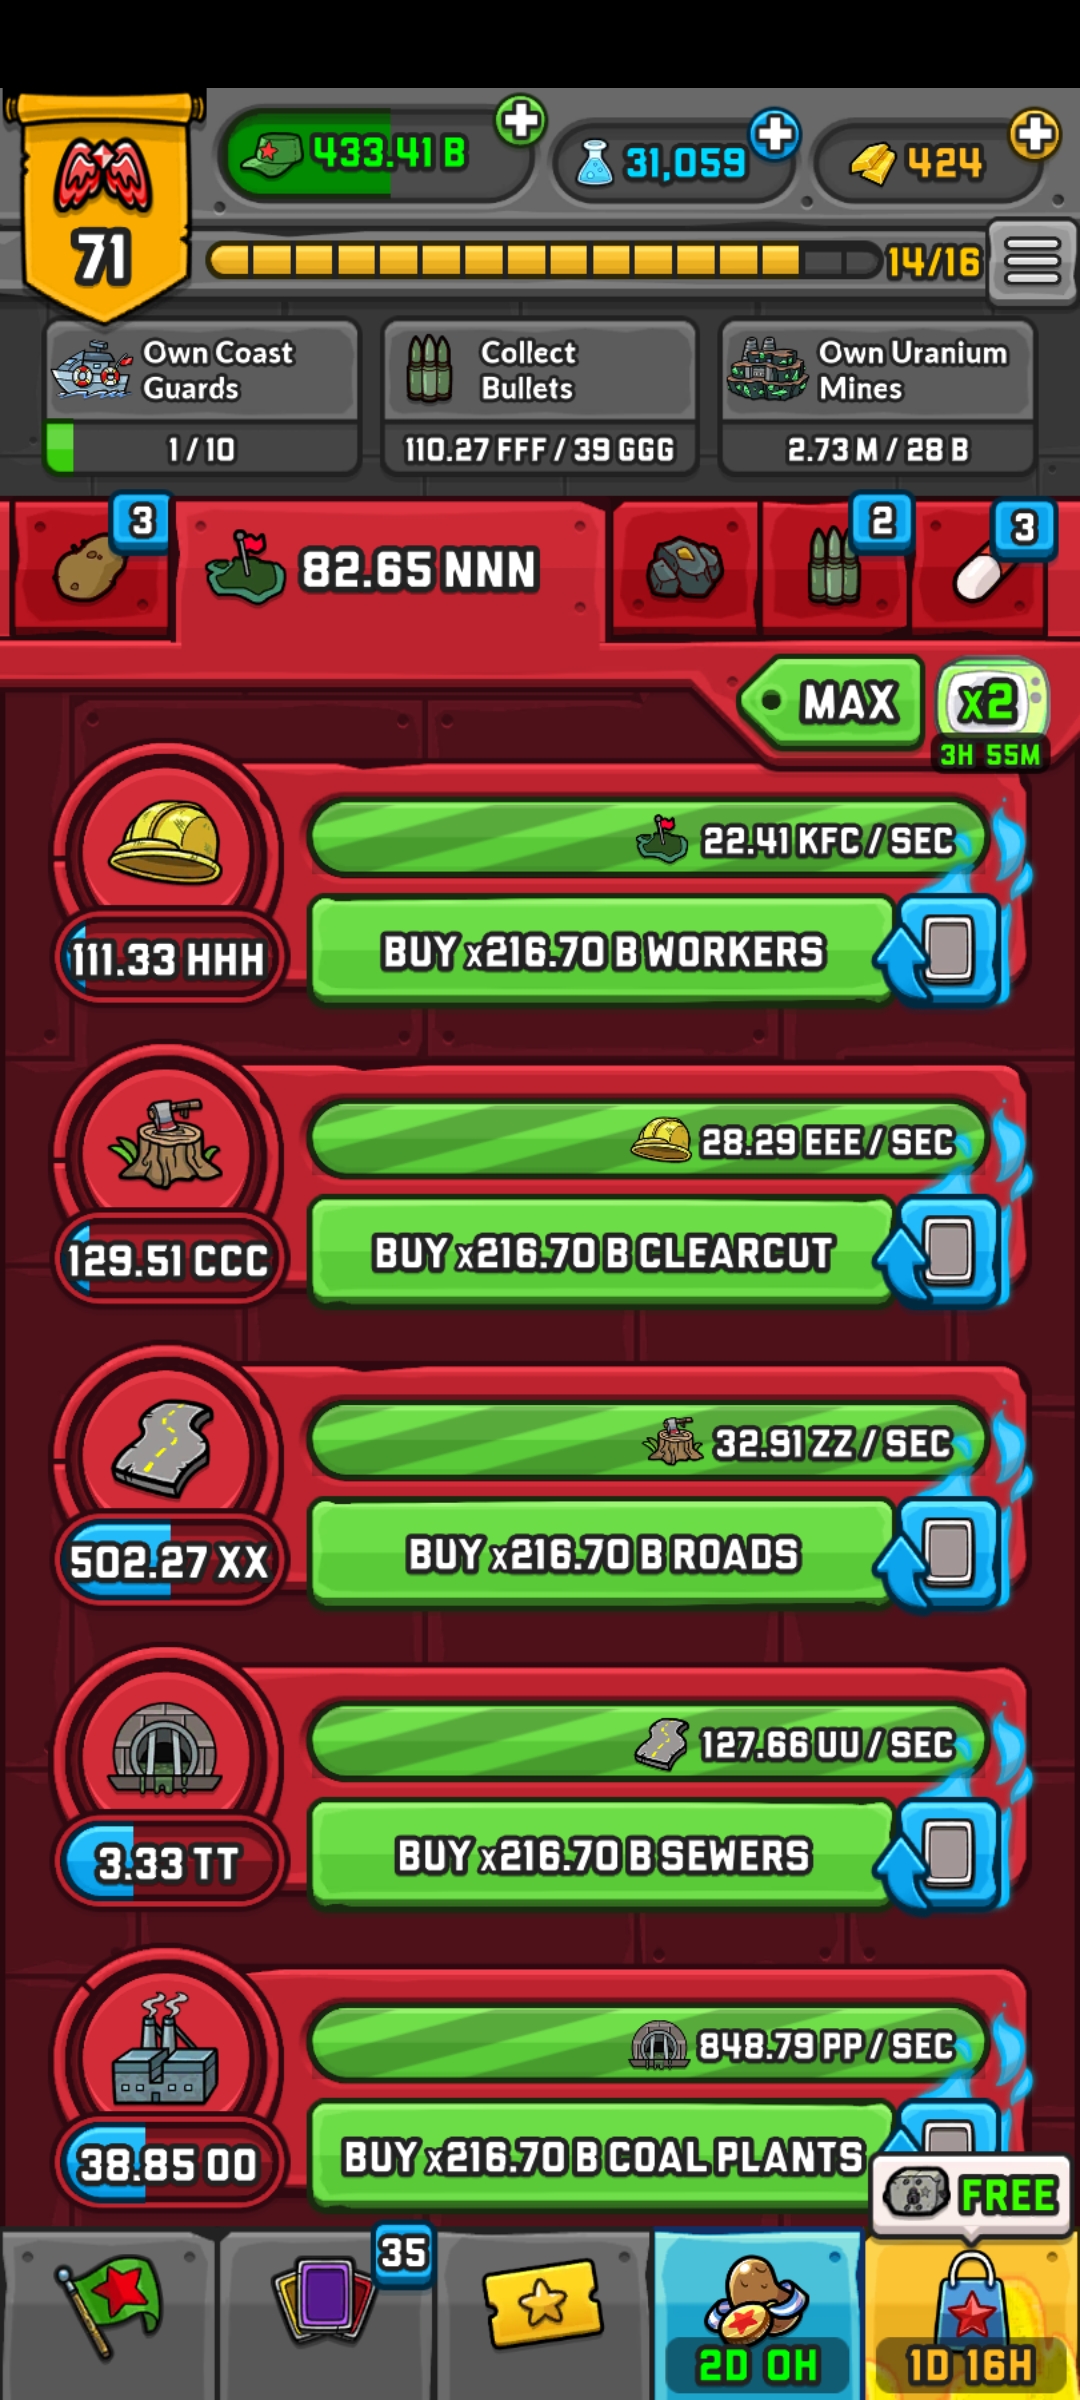 71
433.41 B
31,059
424
14/16
Own Coast
Guards
1 / 10
Collect
Bullets
110.27 FFF / 39 GGG
Own Uranium
Mines
2.73 M / 28 B
3
82.65 NNN
2
3
MAX
x2
3H 55M
22.41 KFC / SEC
111.33 HHH
BUY x216.70 B WORKERS
28.29 EEE / SEC
129.51 CCC
BUY x216.70 B CLEARCUT
32.91 ZZ / SEC
502.27 XX
BUY x216.70 B ROADS
127.66 UU / SEC
3.33 TT
BUY x216.70 B SEWERS
848.79 PP / SEC
38.85 OO
BUY x216.70 B COAL PLANTS
FREE
35
2D 0H
1D 16H